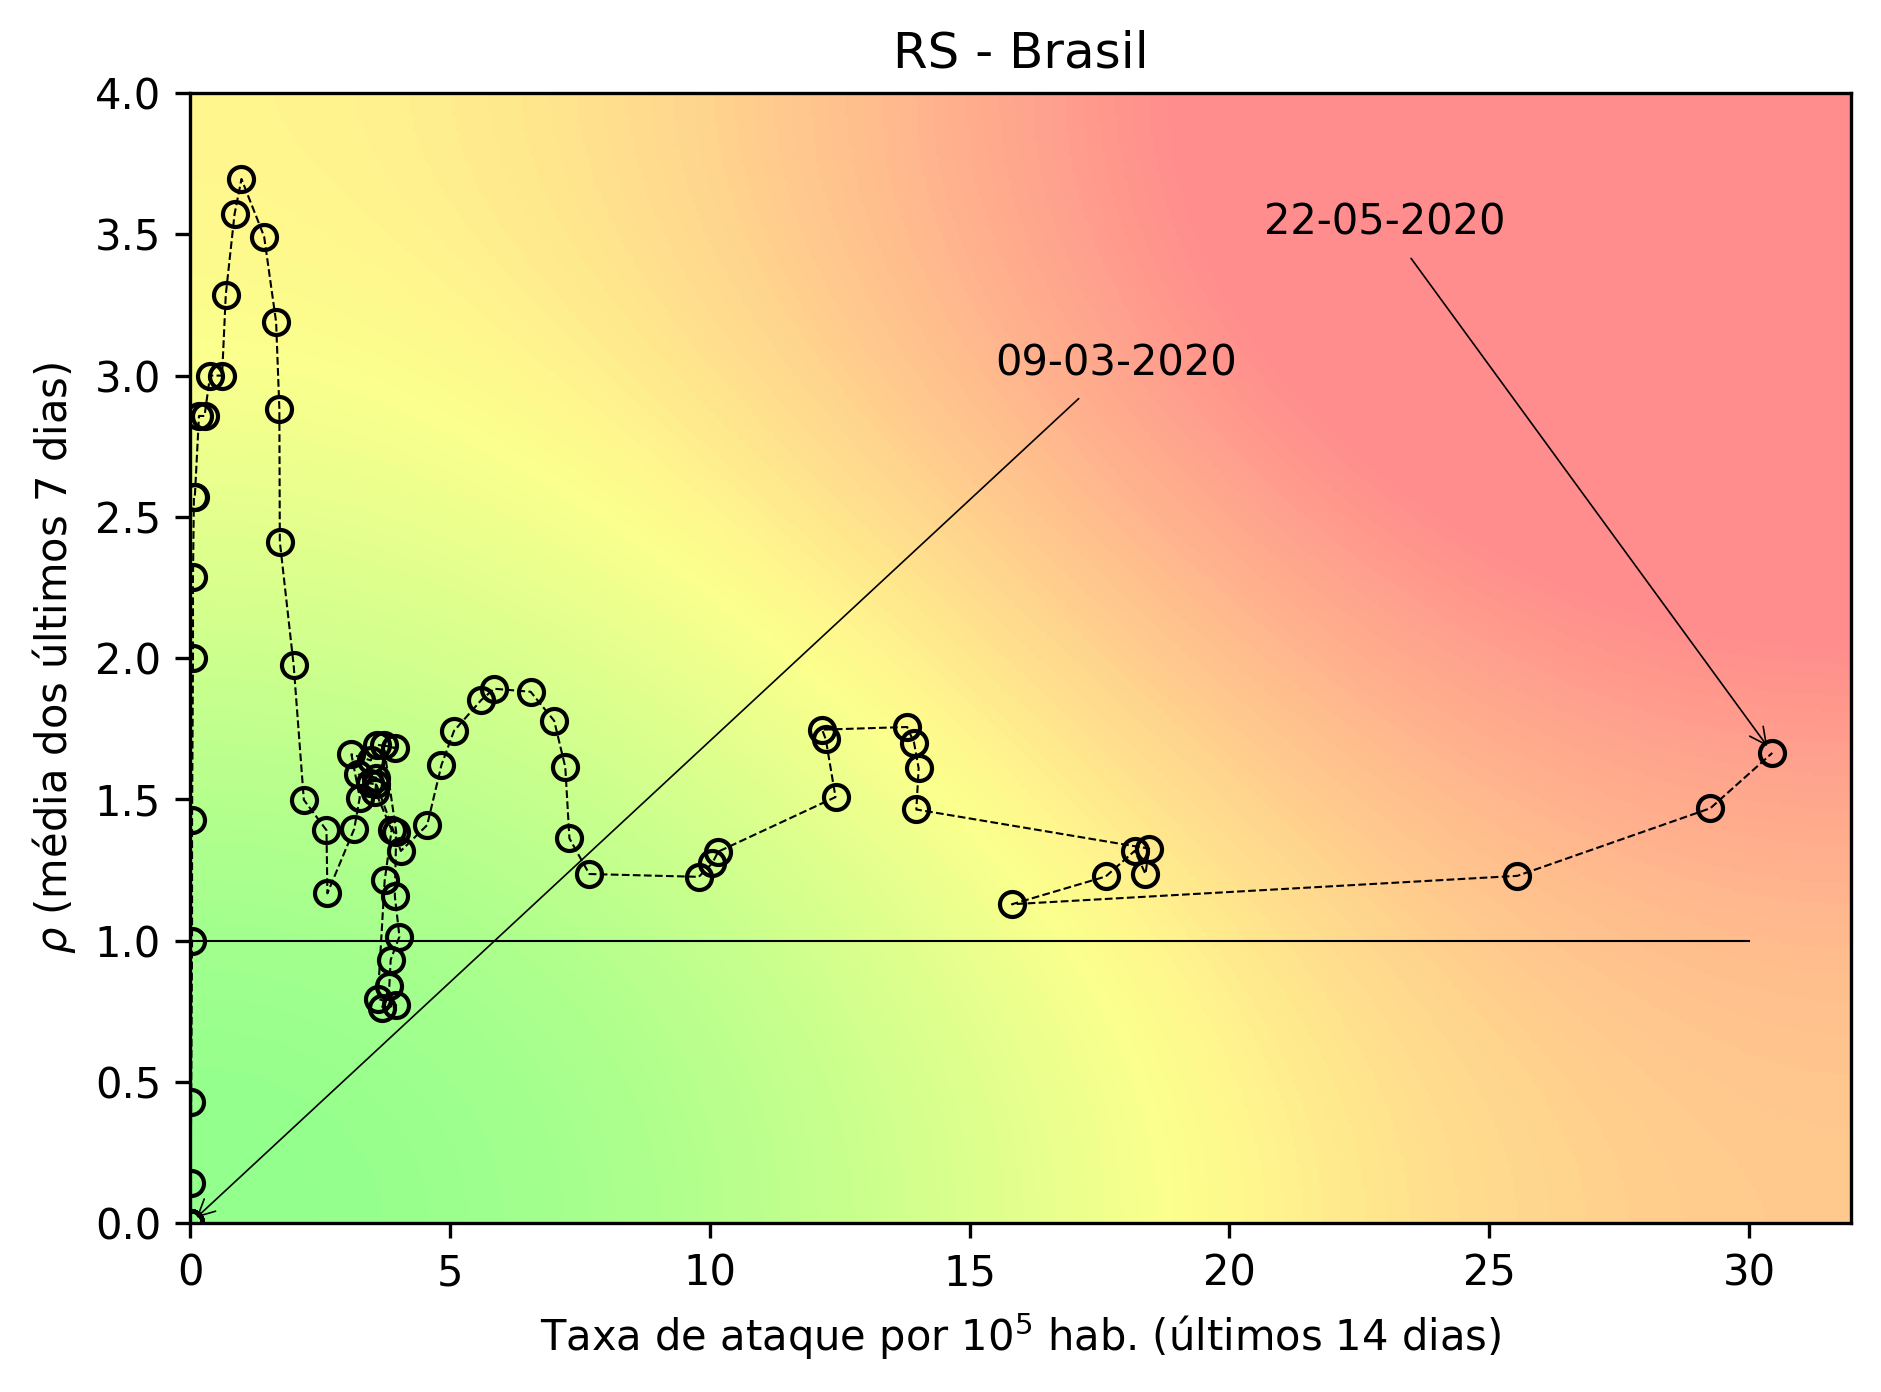 RS - Brasil
4.0
3.5
3.0
2.5
2.0
1.5
1.0
0.5
0.0
ρ (média dos últimos 7 dias)
22-05-2020
09-03-2020
0 5 10 15 20 25 30
Taxa de ataque por 10⁵ hab. (últimos 14 dias)